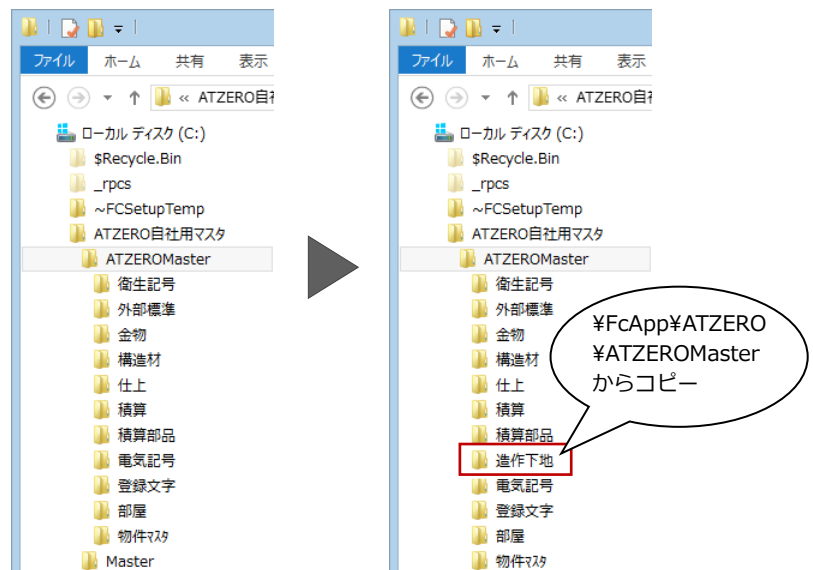 ファイル ホーム 共有 表示
« ATZERO自
ローカル ディスク (C:)
$Recycle.Bin
_rpcs
~FCSetupTemp
ATZERO自社用マスタ
ATZEROMaster
衛生記号
外部標準
金物
構造材
仕上
積算
積算部品
電気記号
登録文字
部屋
物件マスタ
Master
ファイル ホーム 共有 表示
« ATZERO自
ローカル ディスク (C:)
$Recycle.Bin
_rpcs
~FCSetupTemp
ATZERO自社用マスタ
ATZEROMaster
衛生記号
外部標準
金物
構造材
仕上
積算
積算部品
造作下地
電気記号
登録文字
部屋
物件マスタ
¥FcApp¥ATZERO
¥ATZEROMaster
からコピー